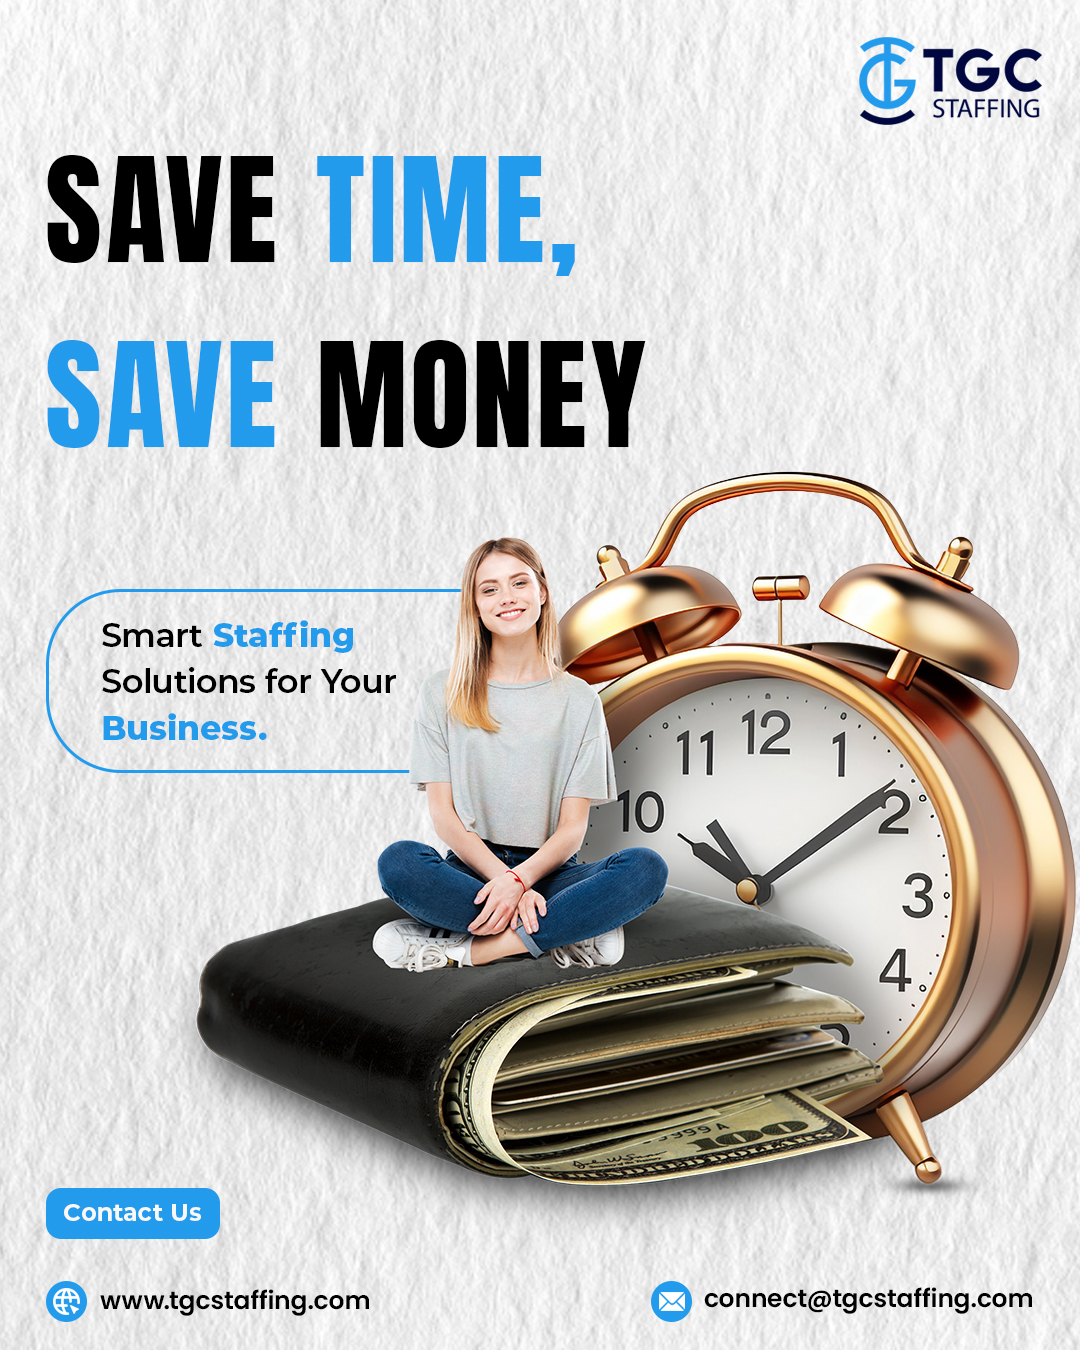 TGC
STAFFING
SAVE TIME,
SAVE MONEY
Smart Staffing
Solutions for Your
Business.
12
11
1
10
2
3
4
100
Contact Us
www.tgcstaffing.com
connect@tgcstaffing.com